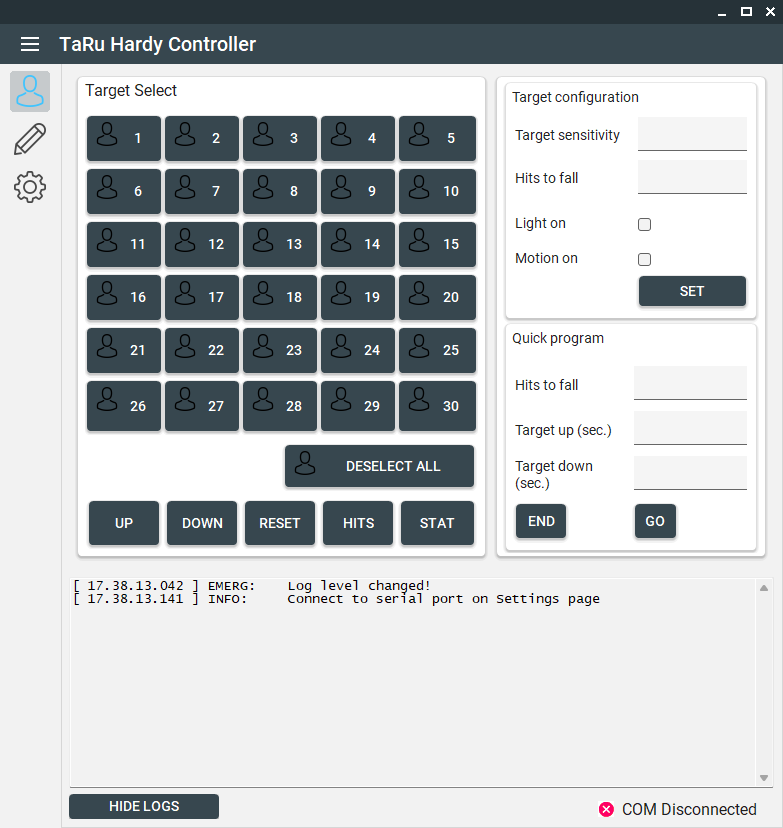 TaRu Hardy Controller
Target Select
1 2 3 4 5
6 7 8 9 10
11 12 13 14 15
16 17 18 19 20
21 22 23 24 25
26 27 28 29 30
DESELECT ALL
UP DOWN RESET HITS STAT
Target configuration
Target sensitivity
Hits to fall
Light on
Motion on
SET
Quick program
Hits to fall
Target up (sec.)
Target down
(sec.)
END GO
[ 17.38.13.042 ] EMERG: Log level changed!
[ 17.38.13.141 ] INFO: Connect to serial port on Settings page
HIDE LOGS
COM Disconnected